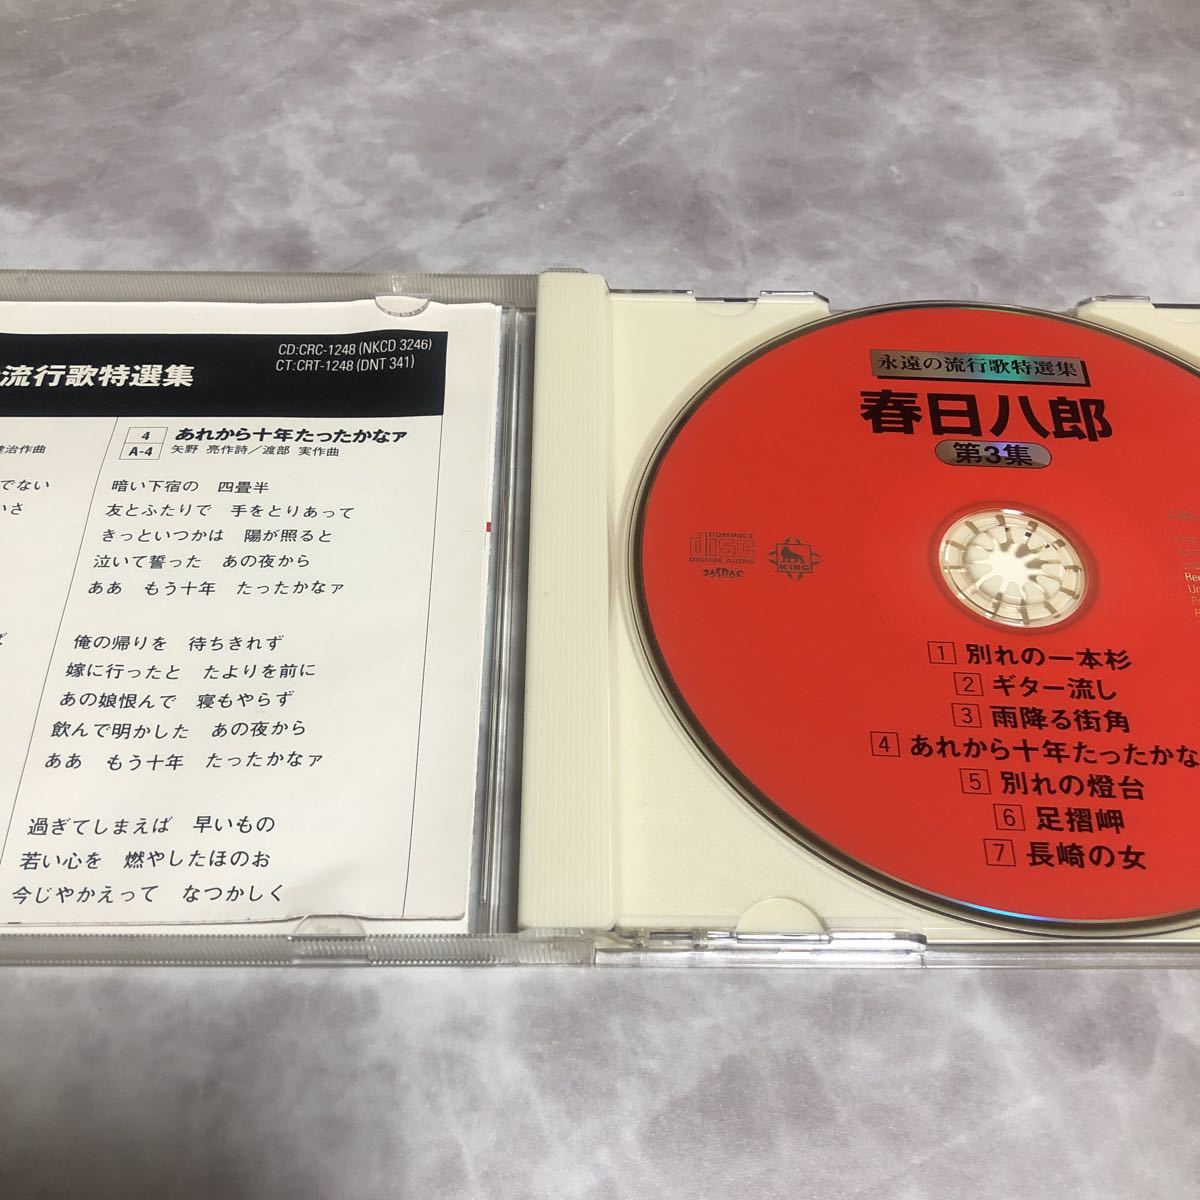 流行歌特選集
CD:CRC-1248 (NKCD 3246)
CT:CRT-1248 (DNT 341)
健治作曲
でない
いさ
ば
4
A-4
あれから十年たったかなァ
矢野 亮作詩/渡部 実作曲
暗い下宿の 四畳半
友とふたりで 手をとりあって
きっといつかは 陽が照ると
泣いて誓った あの夜から
ああ もう十年 たったかなァ
俺の帰りを 待ちきれず
嫁に行ったと たよりを前に
あの娘恨んで 寝もやらず
飲んで明かした あの夜から
ああ もう十年 たったかなァ
過ぎてしまえば 早いもの
若い心を 燃やしたほのお
今じゃかえって なつかしく
永遠の流行歌特選集
春日八郎
第3集
COMPACT
disc
DIGITAL AUDIO
JASRAC
KING
1 別れの一本杉
2 ギター流し
3 雨降る街角
4 あれから十年たったかな
5 別れの燈台
6 足摺岬
7 長崎の女